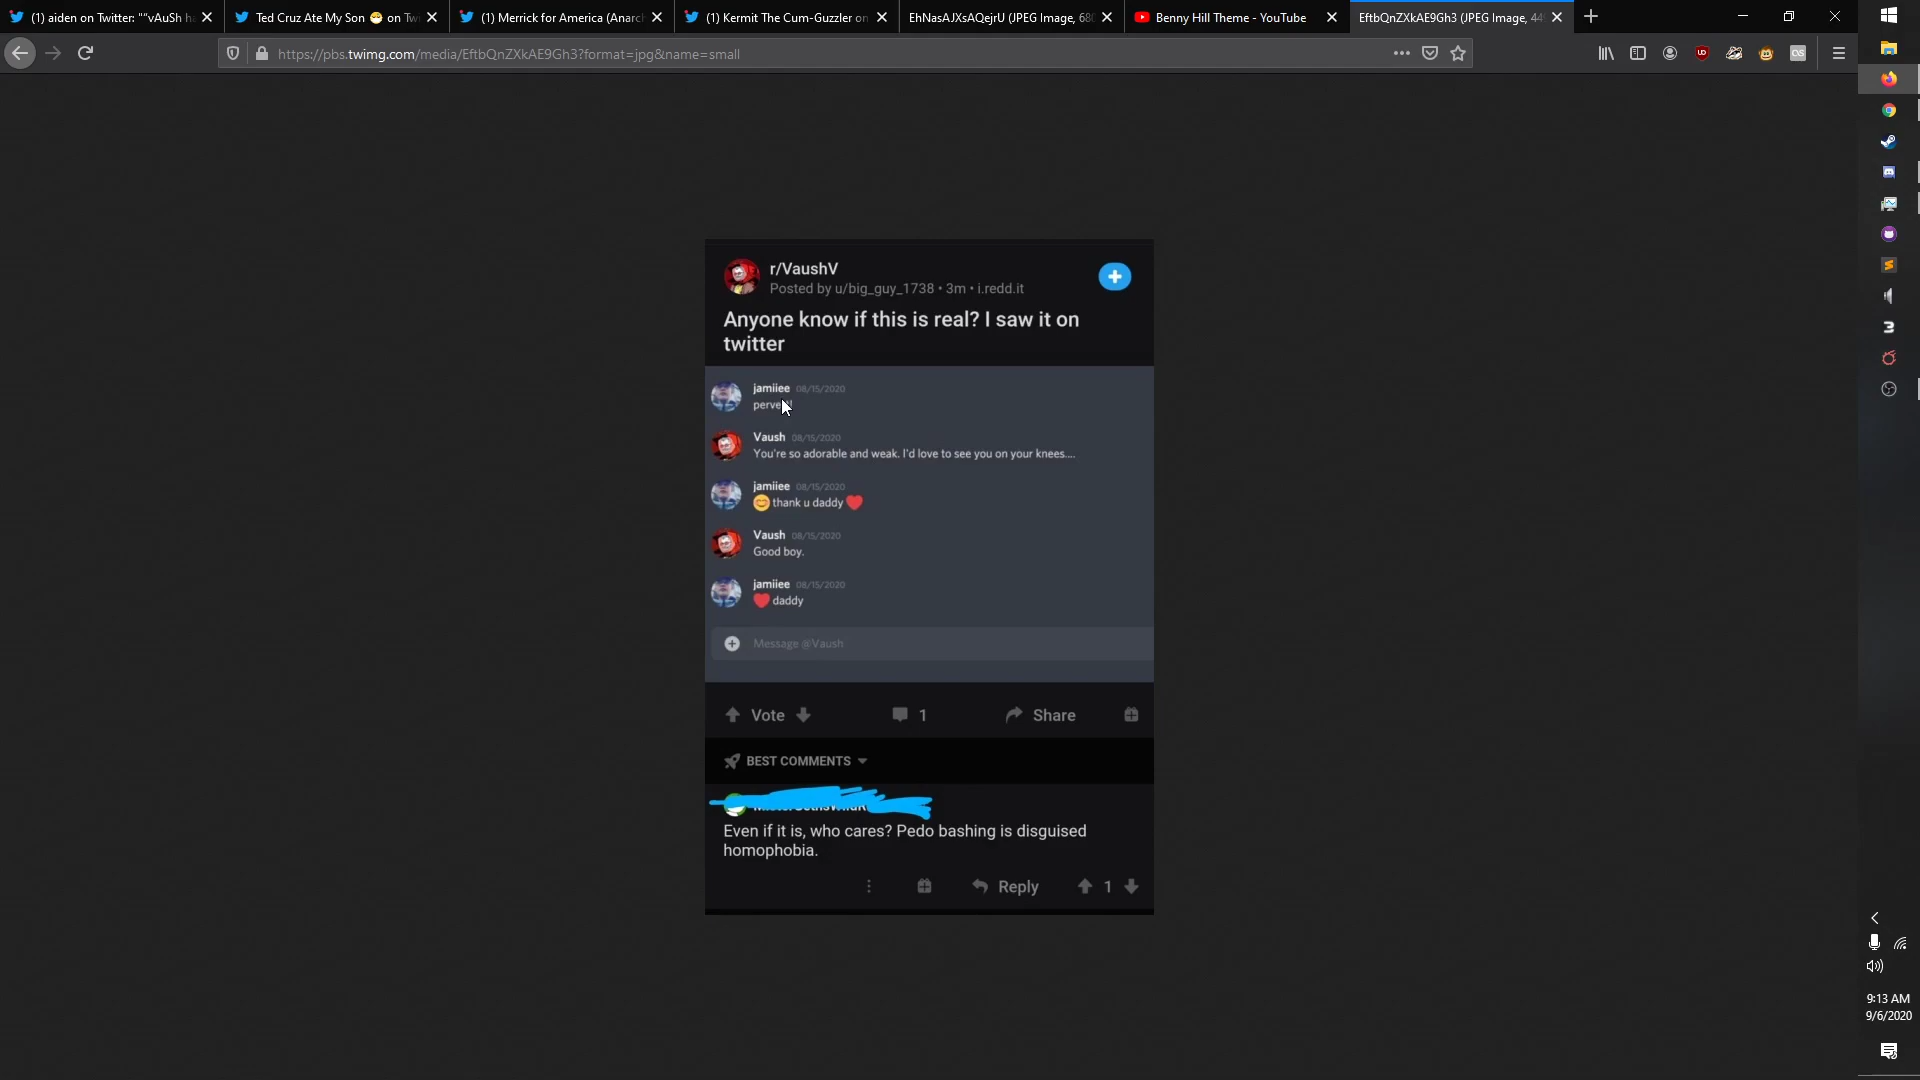 (1) aiden on Twitter: "“vAuSh ha
Ted Cruz Ate My Son 😷 on Tw
(1) Merrick for America (Anarc
(1) Kermit The Cum-Guzzler on
EhNasAJXsAQejrU (JPEG Image, 68
Benny Hill Theme - YouTube
EftbQnZXkAE9Gh3 (JPEG Image, 44
https://pbs.twimg.com/media/EftbQnZXkAE9Gh3?format=jpg&name=small
r/VaushV
Posted by u/big_guy_1738 • 3m • i.redd.it
Anyone know if this is real? I saw it on
twitter
jamiiee 08/15/2020
Vaush 08/15/2020
You're so adorable and weak. I'd love to see you on your knees....
jamiiee 08/15/2020
😊 thank u daddy ❤️
Vaush 08/15/2020
Good boy.
jamiiee 08/15/2020
❤️ daddy
Message @Vaush
Vote
1
Share
BEST COMMENTS
Even if it is, who cares? Pedo bashing is disguised
homophobia.
Reply
1
9:13 AM
9/6/2020